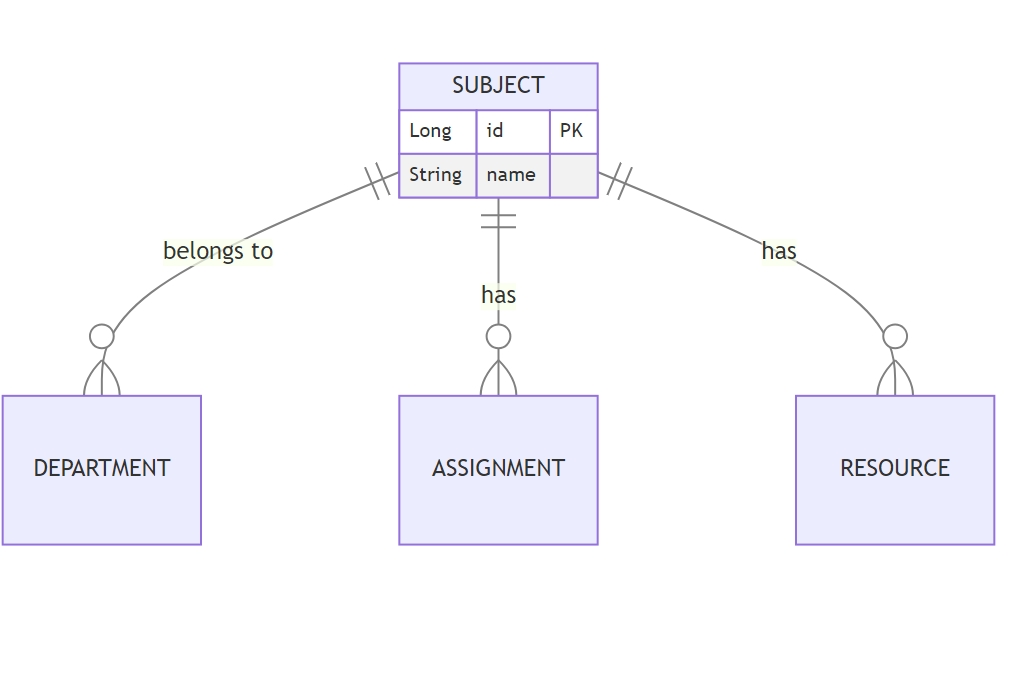 SUBJECT
Long id PK
String name
belongs to
has
has
DEPARTMENT
ASSIGNMENT
RESOURCE